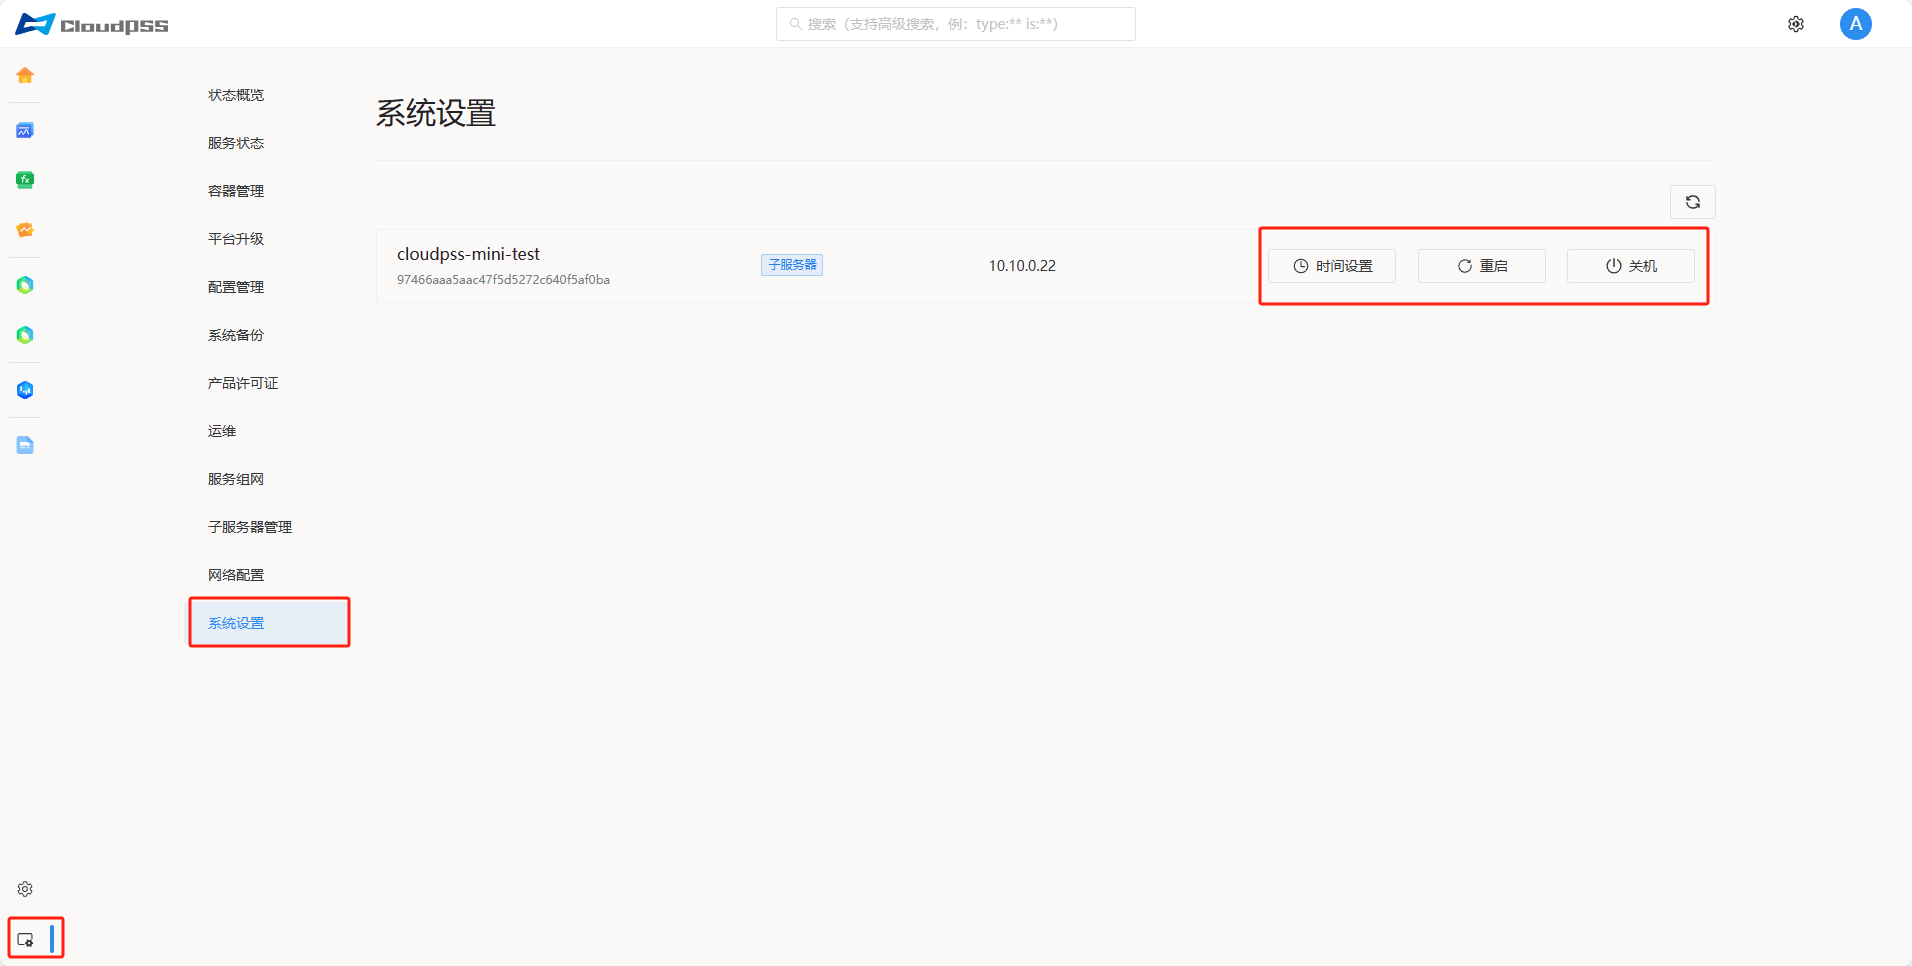 CloudPSS
搜索（支持高级搜索，例：type:** is:**）
A
状态概览
服务状态
容器管理
平台升级
配置管理
系统备份
产品许可证
运维
服务组网
子服务器管理
网络配置
系统设置
系统设置
cloudpss-mini-test
子服务器
10.10.0.22
时间设置
重启
关机
97466aaa5aac47f5d5272c640f5af0ba